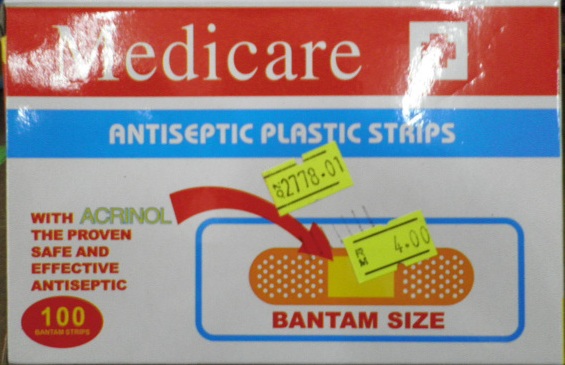 Medicare
ANTISEPTIC PLASTIC STRIPS
2778.01
4.00
WITH ACRINOL
THE PROVEN
SAFE AND
EFFECTIVE
ANTISEPTIC
100
BANTAM STRIPS
BANTAM SIZE